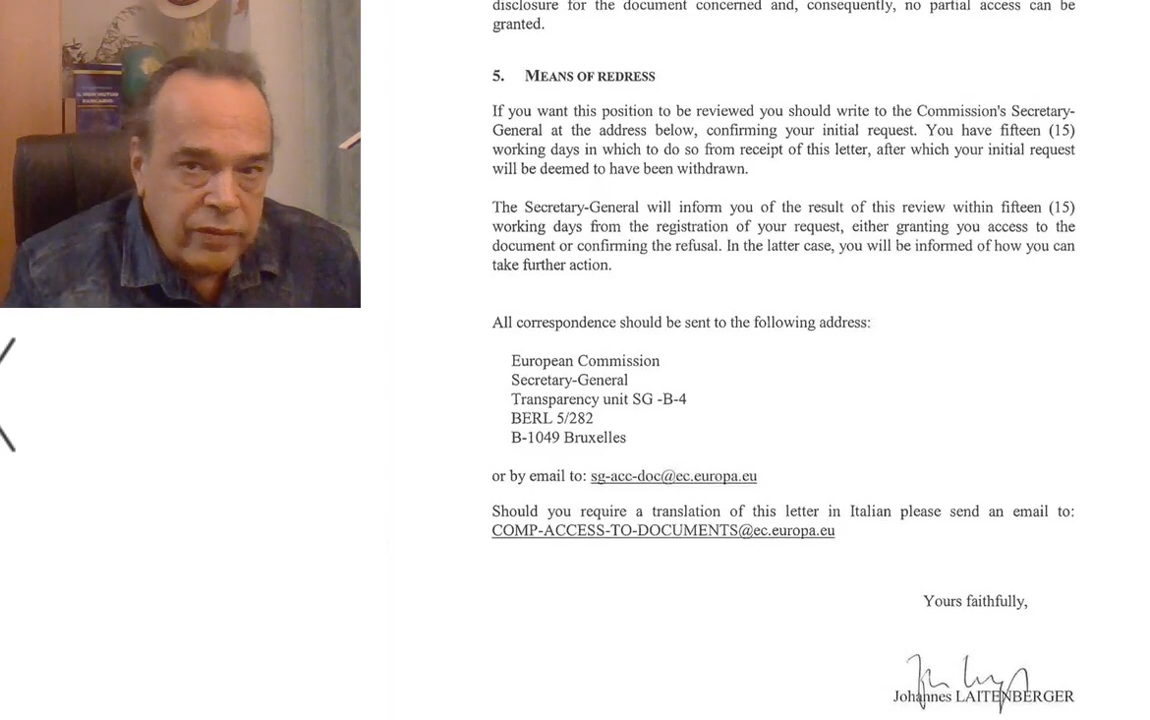 disclosure for the document concerned and, consequently, no partial access can be
granted.
5. MEANS OF REDRESS
If you want this position to be reviewed you should write to the Commission's Secretary-
General at the address below, confirming your initial request. You have fifteen (15)
working days in which to do so from receipt of this letter, after which your initial request
will be deemed to have been withdrawn.
The Secretary-General will inform you of the result of this review within fifteen (15)
working days from the registration of your request, either granting you access to the
document or confirming the refusal. In the latter case, you will be informed of how you can
take further action.
All correspondence should be sent to the following address:
European Commission
Secretary-General
Transparency unit SG -B-4
BERL 5/282
B-1049 Bruxelles
or by email to: sg-acc-doc@ec.europa.eu
Should you require a translation of this letter in Italian please send an email to:
COMP-ACCESS-TO-DOCUMENTS@ec.europa.eu
Yours faithfully,
Johannes LAITENBERGER